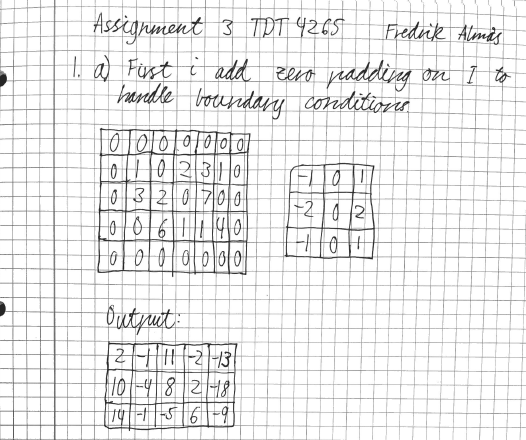 Assignment 3 TDT 4265 Fredrik Almås
1. a) First i add zero padding on I to
handle boundary conditions.
0 0 0 0 0 0 0
0 1 0 2 3 1 0
0 3 2 0 7 0 0
0 0 6 1 1 4 0
0 0 0 0 0 0 0
-1 0 1
-2 0 2
-1 0 1
Output:
2 -1 11 -2 -13
10 -4 8 2 -18
14 -1 -5 6 -9